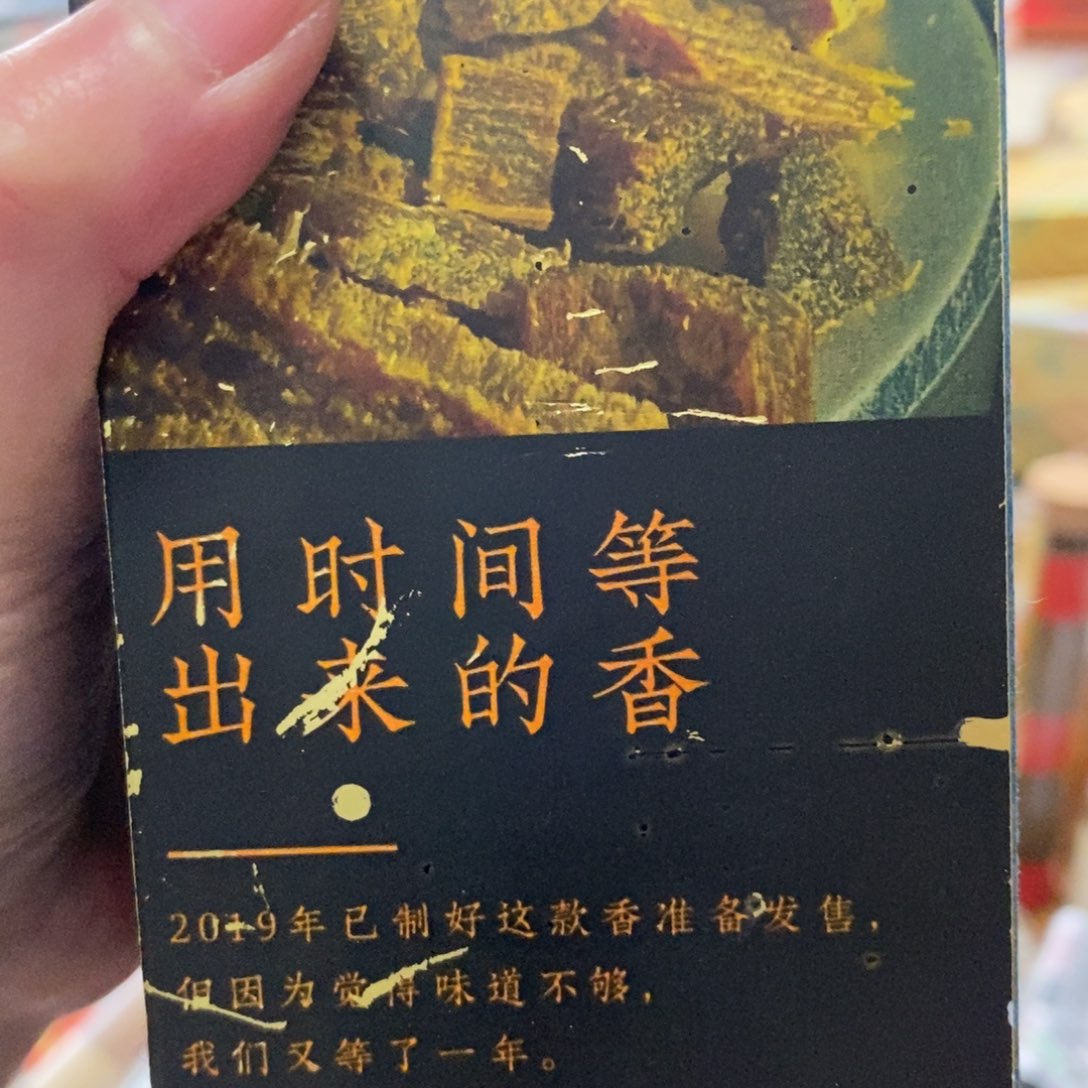 用时间等
出来的香
2019年已制好这款香准备发售，
但因为觉得味道不够，
我们又等了一年。